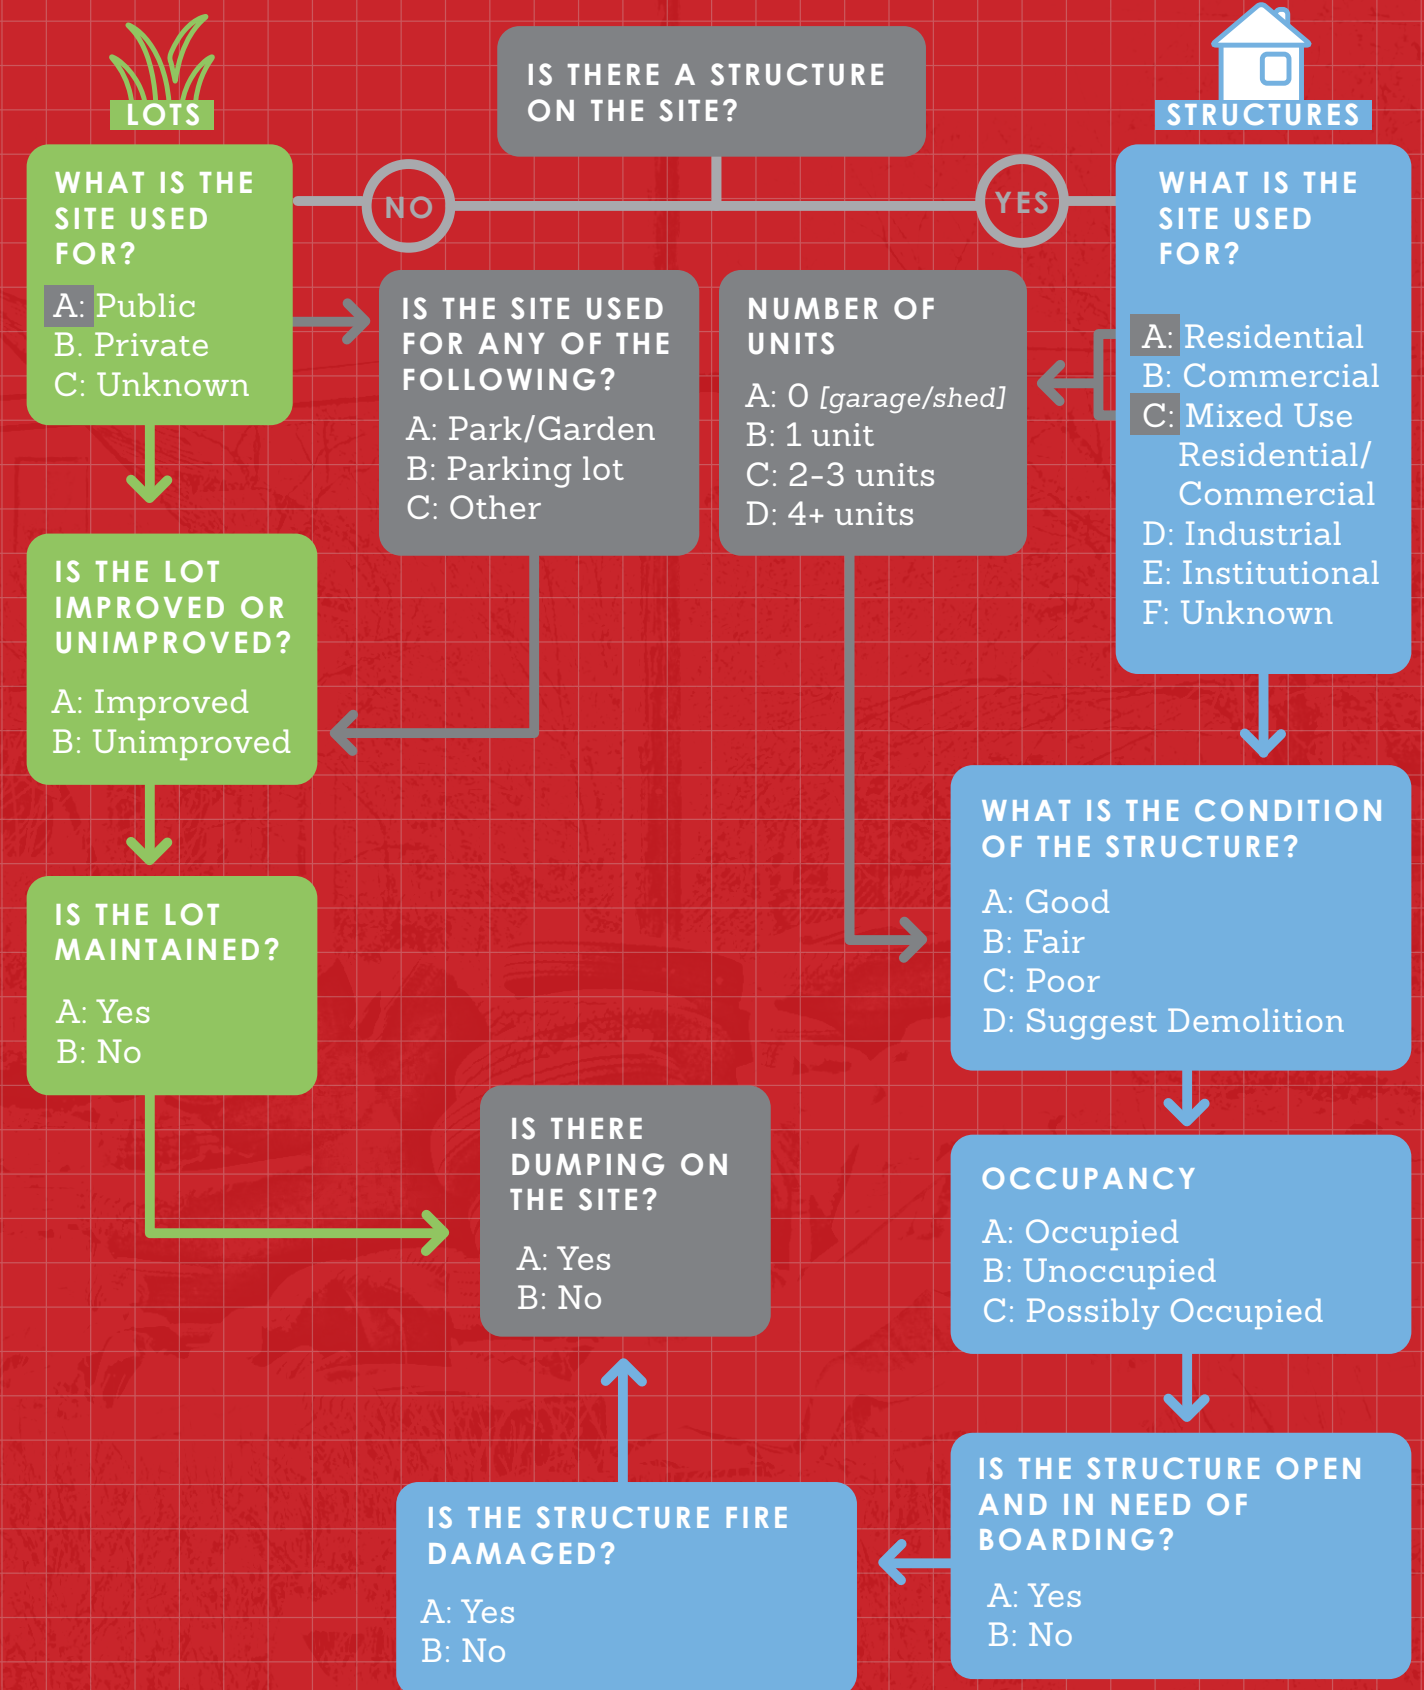 LOTS
IS THERE A STRUCTURE
ON THE SITE?
STRUCTURES
WHAT IS THE
SITE USED
FOR?
A: Public
B. Private
C: Unknown
NO
YES
WHAT IS THE
SITE USED
FOR?
A: Residential
B: Commercial
C: Mixed Use
Residential/
Commercial
D: Industrial
E: Institutional
F: Unknown
IS THE SITE USED
FOR ANY OF THE
FOLLOWING?
A: Park/Garden
B: Parking lot
C: Other
NUMBER OF
UNITS
A: 0 [garage/shed]
B: 1 unit
C: 2-3 units
D: 4+ units
IS THE LOT
IMPROVED OR
UNIMPROVED?
A: Improved
B: Unimproved
WHAT IS THE CONDITION
OF THE STRUCTURE?
A: Good
B: Fair
C: Poor
D: Suggest Demolition
IS THE LOT
MAINTAINED?
A: Yes
B: No
IS THERE
DUMPING ON
THE SITE?
A: Yes
B: No
OCCUPANCY
A: Occupied
B: Unoccupied
C: Possibly Occupied
IS THE STRUCTURE OPEN
AND IN NEED OF
BOARDING?
A: Yes
B: No
IS THE STRUCTURE FIRE
DAMAGED?
A: Yes
B: No